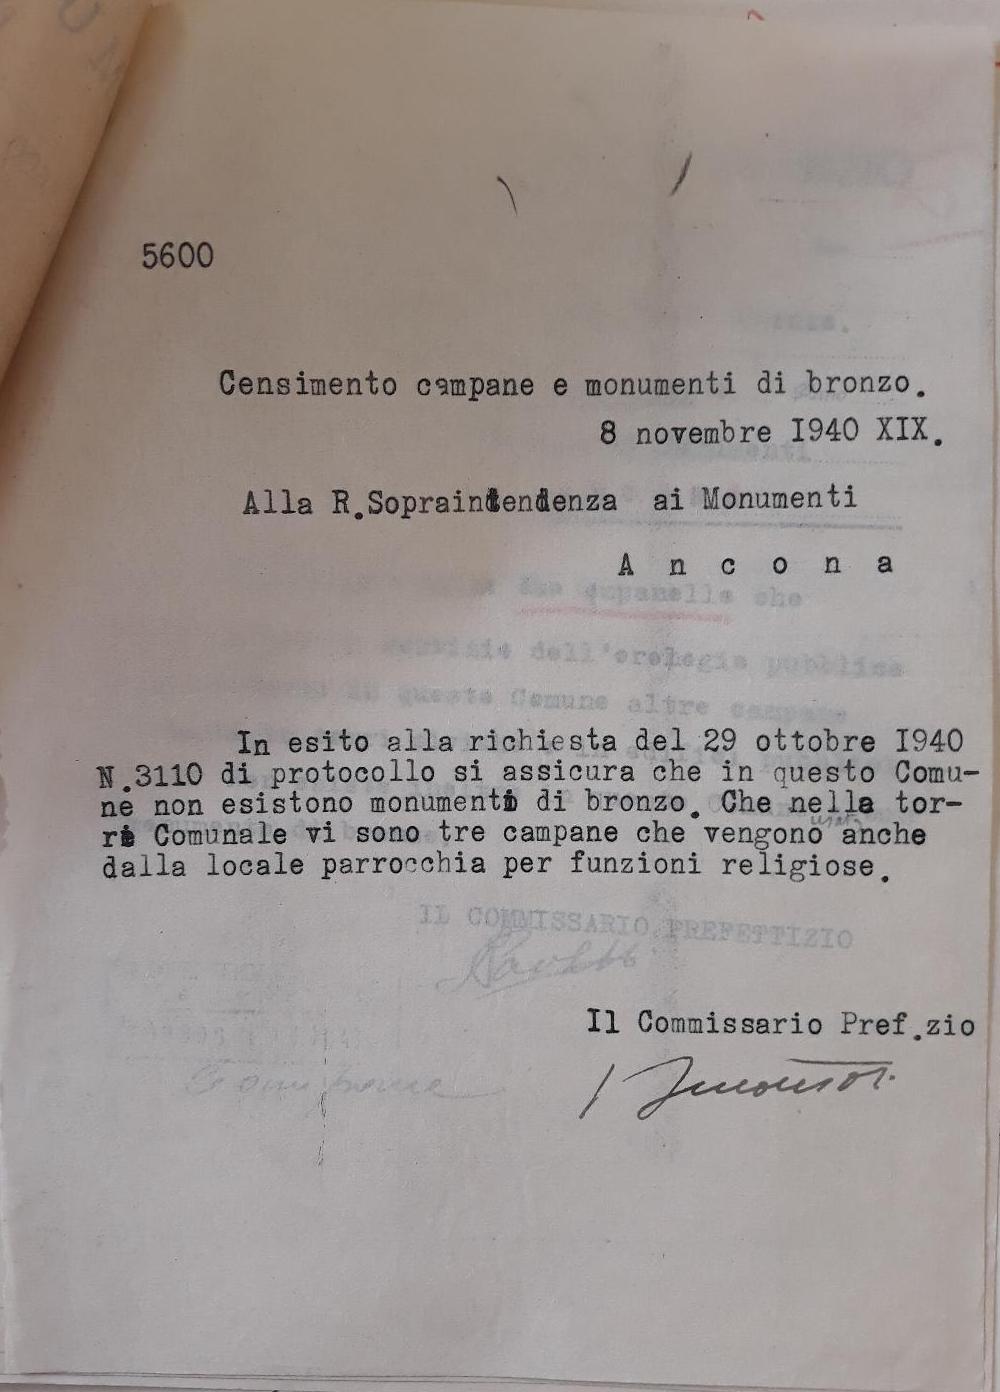 5600
Censimento campane e monumenti di bronzo.
8 novembre I940 XIX.
Alla R.Sopraintendenza ai Monumenti
A n c o n a
In esito alla richiesta del 29 ottobre I940
N.3110 di protocollo si assicura che in questo Comu-
ne non esistono monumenti di bronzo. Che nella tor-
re Comunale vi sono tre campane che vengono usate anche
dalla locale parrocchia per funzioni religiose.
IL COMMISSARIO PREFETTIZIO
Il Commissario Pref.zio